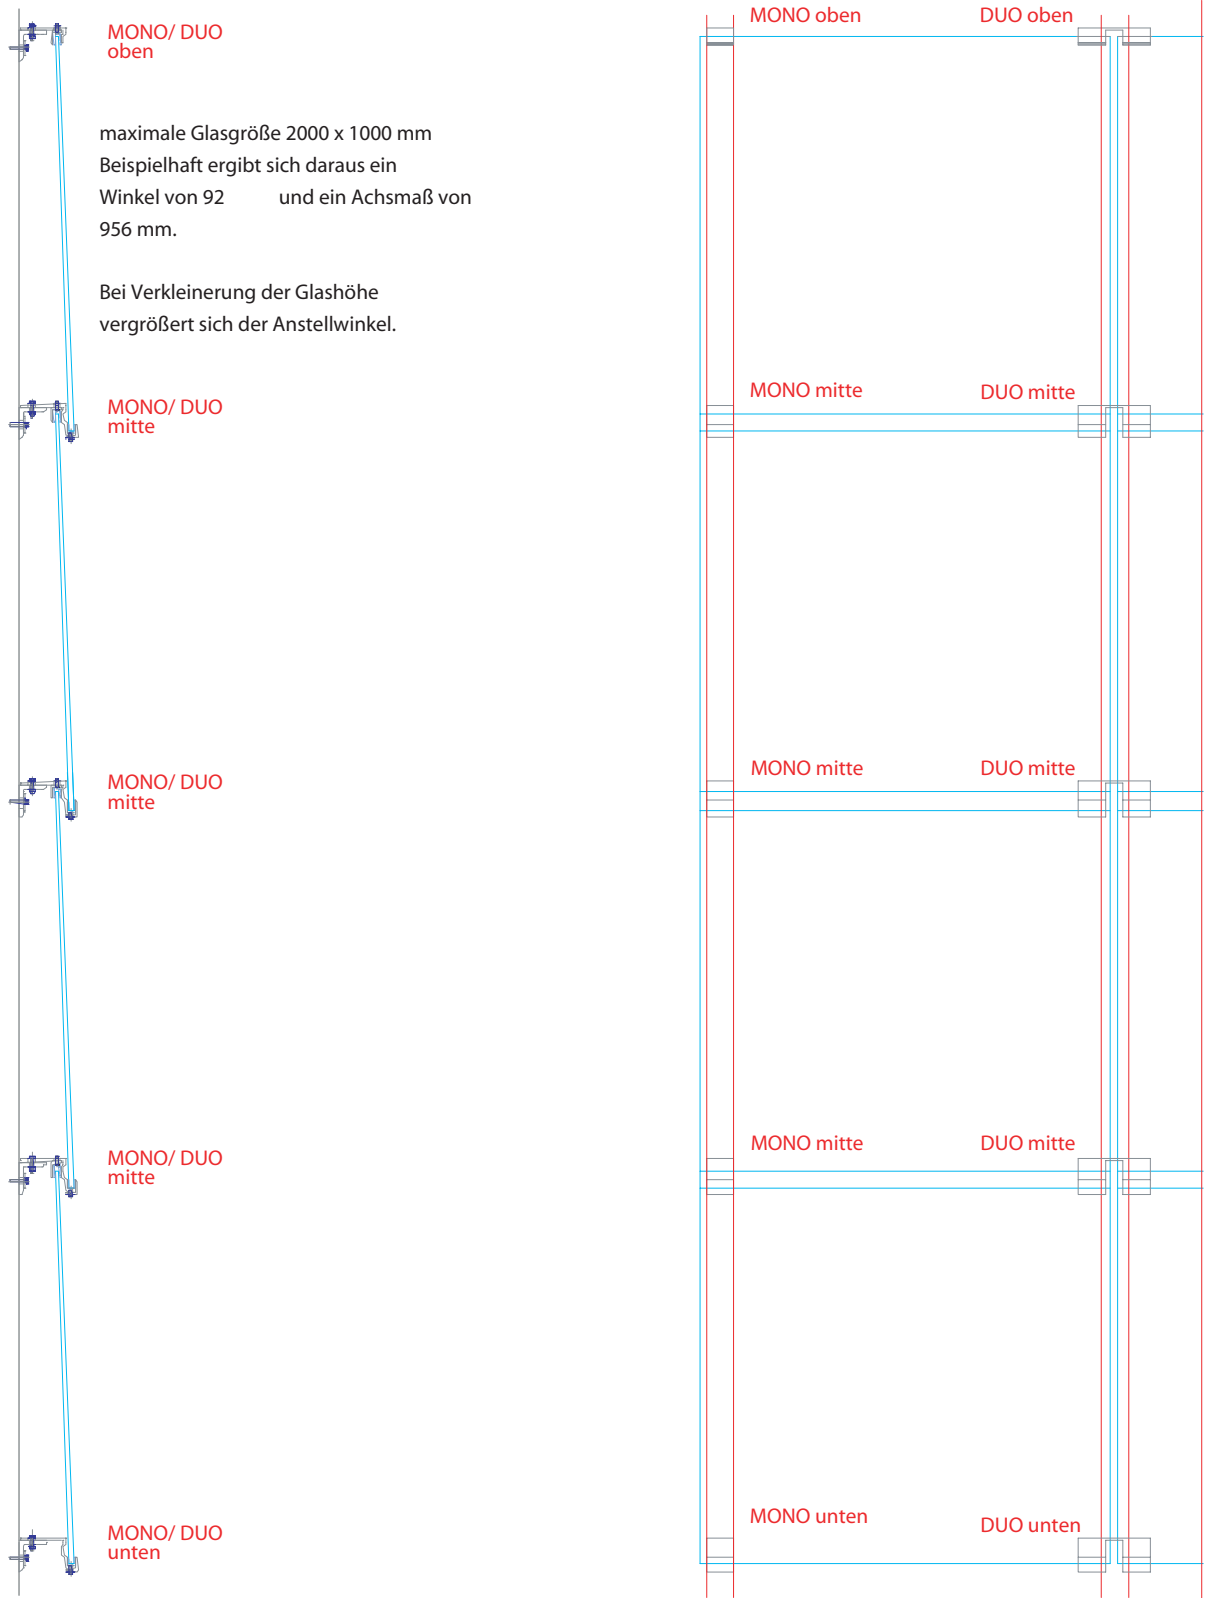 MONO/ DUO
oben
maximale Glasgröße 2000 x 1000 mm
Beispielhaft ergibt sich daraus ein
Winkel von 92 und ein Achsmaß von
956 mm.
Bei Verkleinerung der Glashöhe
vergrößert sich der Anstellwinkel.
MONO/ DUO
mitte
MONO/ DUO
mitte
MONO/ DUO
mitte
MONO/ DUO
unten
MONO oben
DUO oben
MONO mitte
DUO mitte
MONO mitte
DUO mitte
MONO mitte
DUO mitte
MONO unten
DUO unten